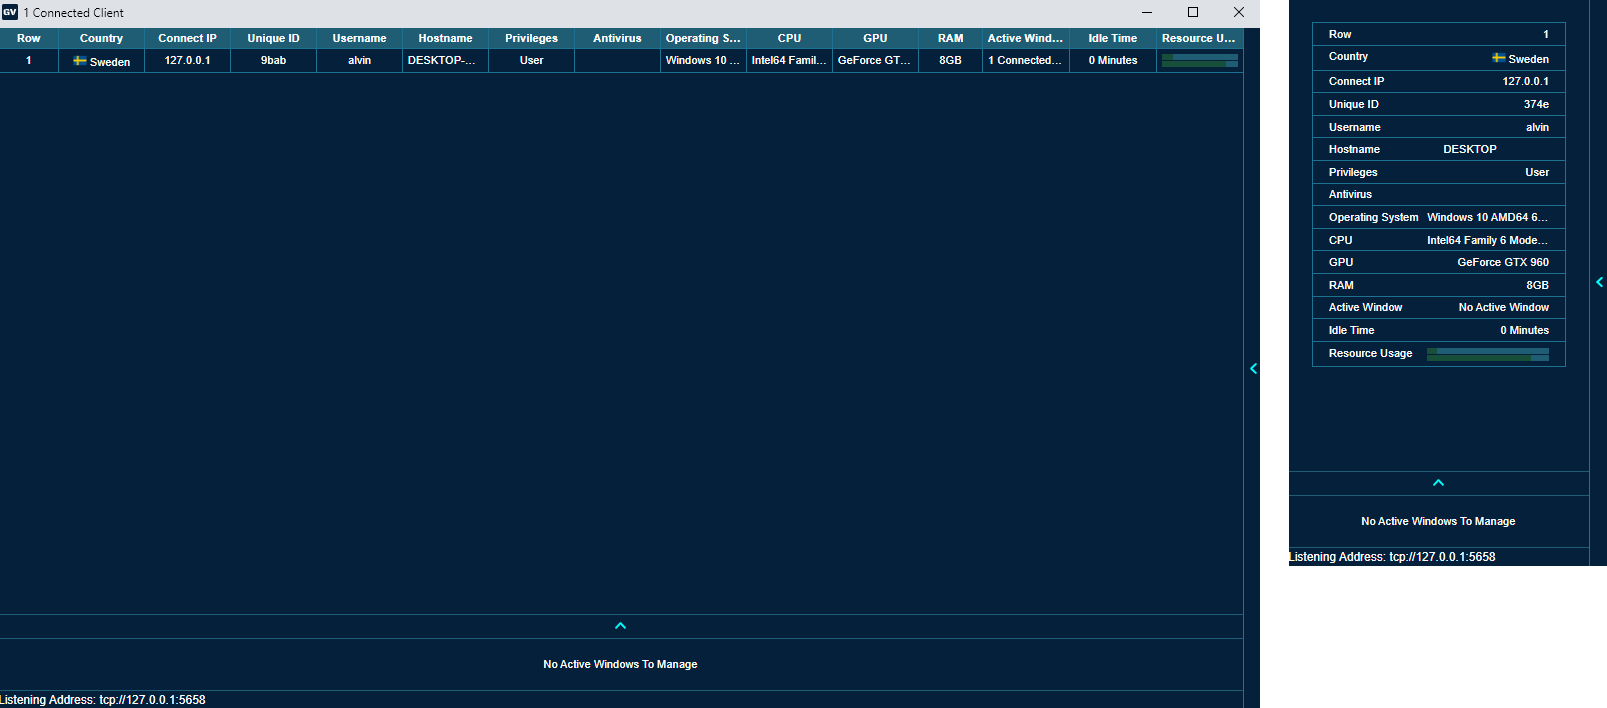 GV 1 Connected Client
Row Country Connect IP Unique ID Username Hostname Privileges Antivirus Operating S... CPU GPU RAM Active Wind... Idle Time Resource U...
1 Sweden 127.0.0.1 9bab alvin DESKTOP-... User Windows 10 ... Intel64 Famil... GeForce GT... 8GB 1 Connected... 0 Minutes
No Active Windows To Manage
Listening Address: tcp://127.0.0.1:5658
Row 1
Country Sweden
Connect IP 127.0.0.1
Unique ID 374e
Username alvin
Hostname DESKTOP
Privileges User
Antivirus
Operating System Windows 10 AMD64 6...
CPU Intel64 Family 6 Mode...
GPU GeForce GTX 960
RAM 8GB
Active Window No Active Window
Idle Time 0 Minutes
Resource Usage
No Active Windows To Manage
Listening Address: tcp://127.0.0.1:5658